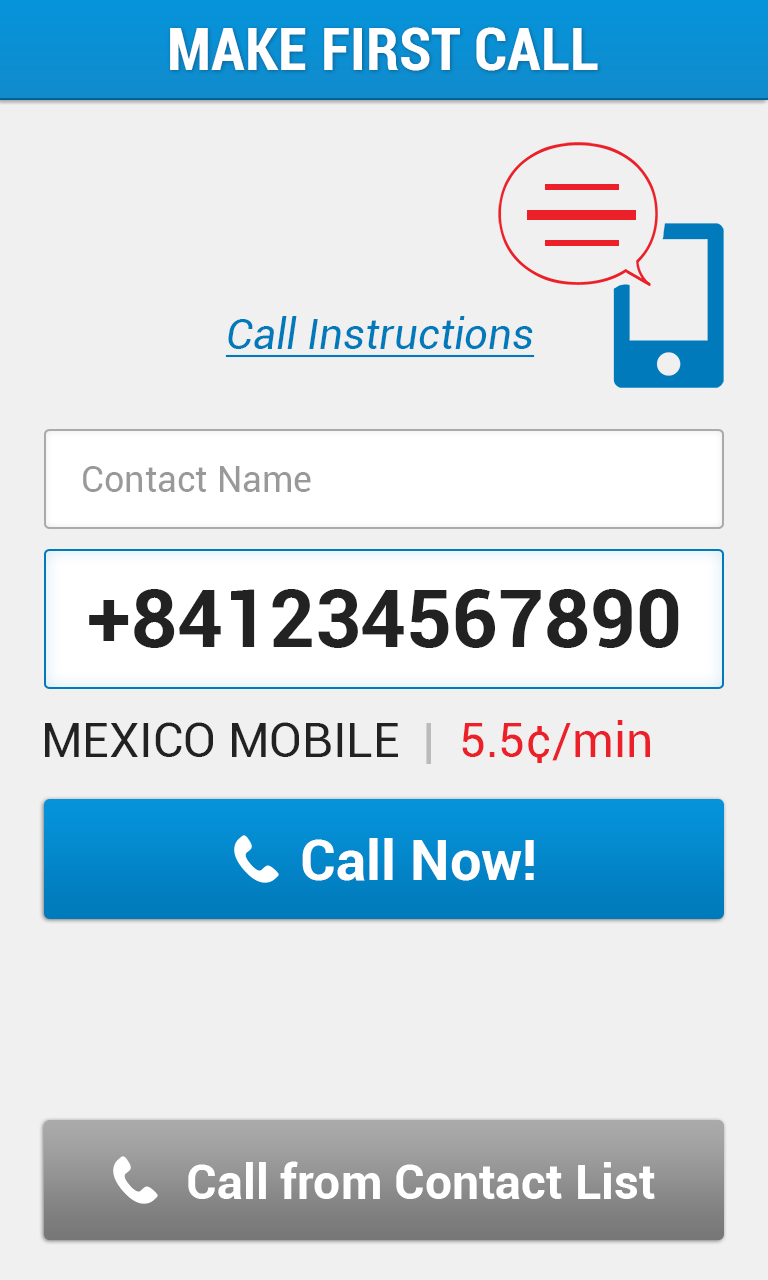 MAKE FIRST CALL
Call Instructions
Contact Name
+841234567890
MEXICO MOBILE | 5.5¢/min
Call Now!
Call from Contact List